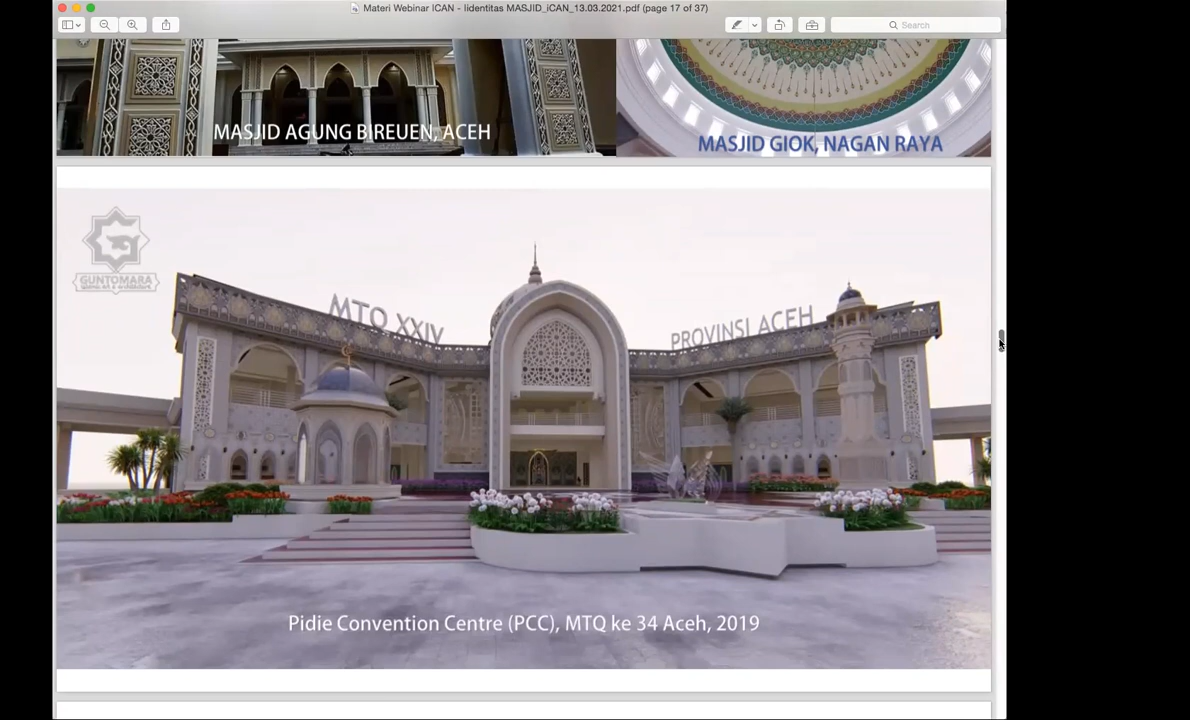 Materi Webinar ICAN - Iidentitas MASJID_iCAN_13.03.2021.pdf (page 17 of 37)
Search
MASJID AGUNG BIREUEN, ACEH
MASJID GIOK, NAGAN RAYA
GUNTOMARA
MTQ XXIV
PROVINSI ACEH
Pidie Convention Centre (PCC), MTQ ke 34 Aceh, 2019